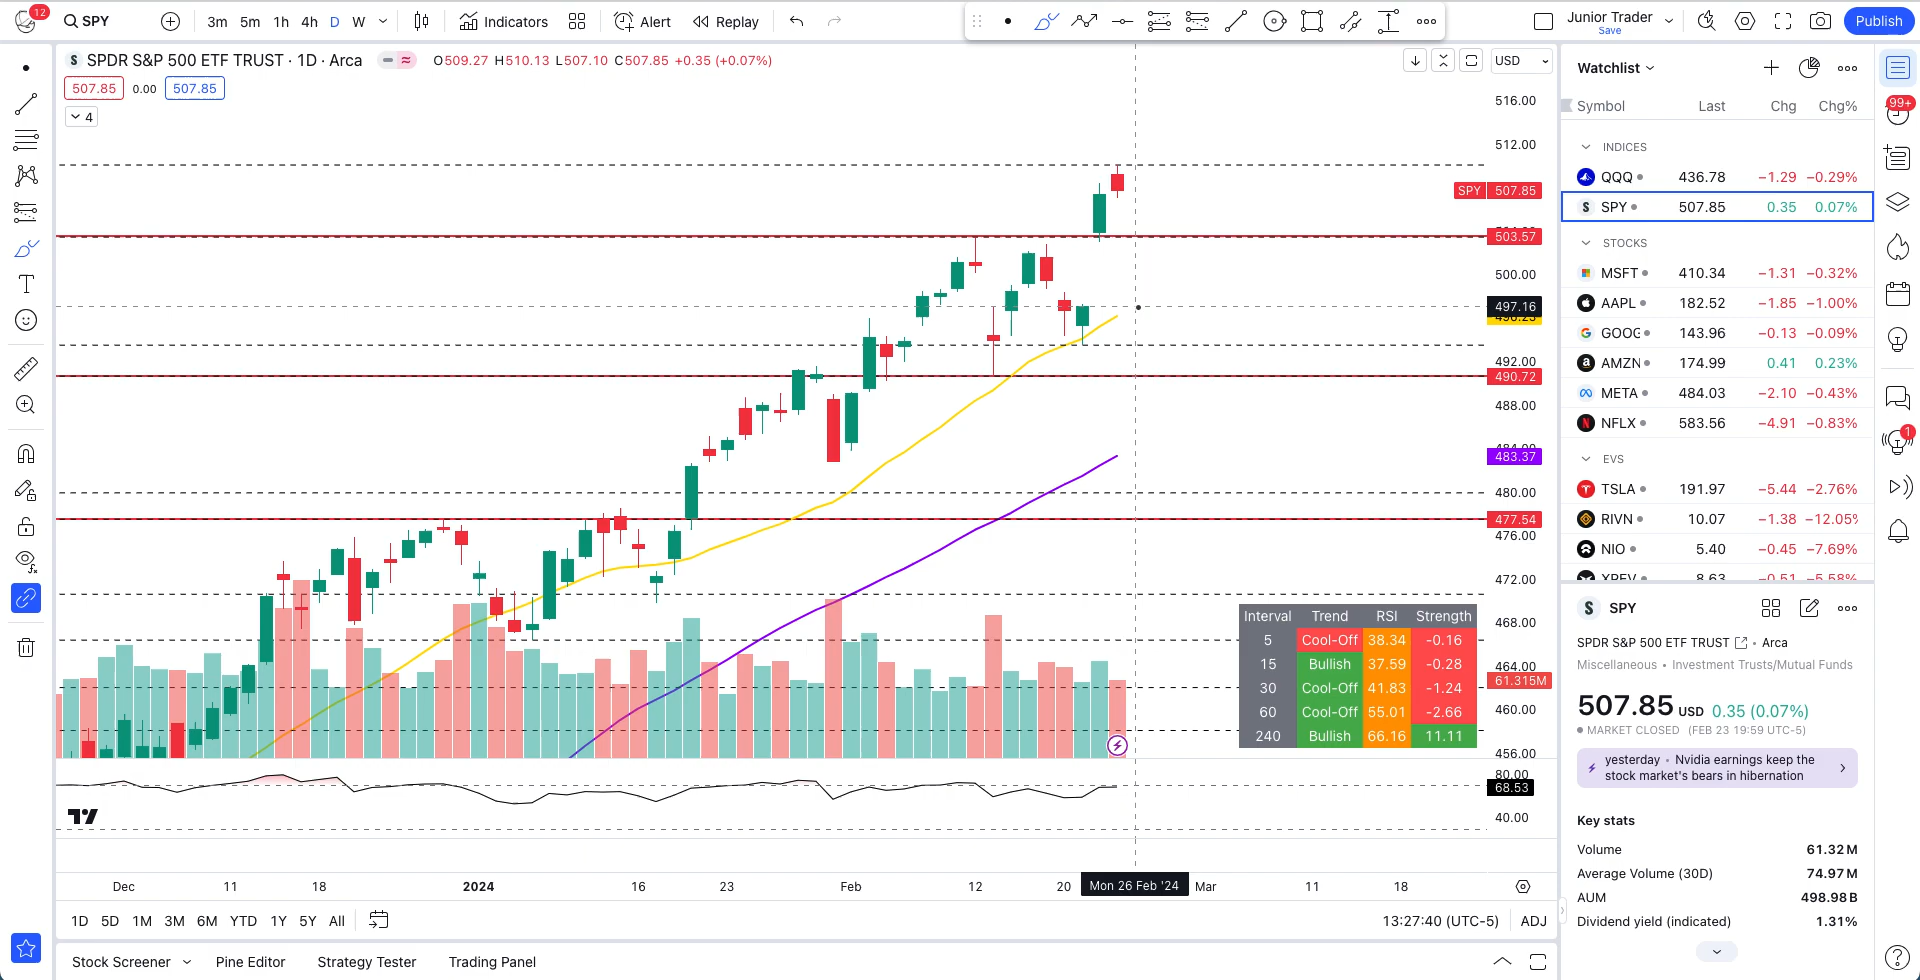 12
SPY
3m 5m 1h 4h D W
Indicators
Alert
Replay
Junior Trader
Save
Publish
S SPDR S&P 500 ETF TRUST · 1D · Arca
O509.27 H510.13 L507.10 C507.85 +0.35 (+0.07%)
507.85 0.00 507.85
4
USD
516.00
512.00
SPY 507.85
503.57
500.00
497.16
492.00
490.72
488.00
483.37
480.00
477.54
476.00
472.00
468.00
464.00
61.315M
460.00
456.00
80.00
68.53
40.00
Interval Trend RSI Strength
5 Cool-Off 38.34 -0.16
15 Bullish 37.59 -0.28
30 Cool-Off 41.83 -1.24
60 Cool-Off 55.01 -2.66
240 Bullish 66.16 11.11
Dec 11 18 2024 16 23 Feb 12 20 Mon 26 Feb '24 Mar 11 18
1D 5D 1M 3M 6M YTD 1Y 5Y All
13:27:40 (UTC-5) ADJ
Stock Screener
Pine Editor
Strategy Tester
Trading Panel
Watchlist
Symbol Last Chg Chg%
INDICES
QQQ 436.78 −1.29 −0.29%
S SPY 507.85 0.35 0.07%
STOCKS
MSFT 410.34 −1.31 −0.32%
AAPL 182.52 −1.85 −1.00%
G GOOG 143.96 −0.13 −0.09%
a AMZN 174.99 0.41 0.23%
META 484.03 −2.10 −0.43%
N NFLX 583.56 −4.91 −0.83%
EVS
TSLA 191.97 −5.44 −2.76%
RIVN 10.07 −1.38 −12.05%
NIO 5.40 −0.45 −7.69%
XPEV 8.63 −0.51 −5.58%
S SPY
SPDR S&P 500 ETF TRUST • Arca
Miscellaneous • Investment Trusts/Mutual Funds
507.85 USD 0.35 (0.07%)
MARKET CLOSED (FEB 23 19:59 UTC-5)
yesterday • Nvidia earnings keep the
stock market's bears in hibernation
Key stats
Volume 61.32M
Average Volume (30D) 74.97M
AUM 498.98B
Dividend yield (indicated) 1.31%
99+
1